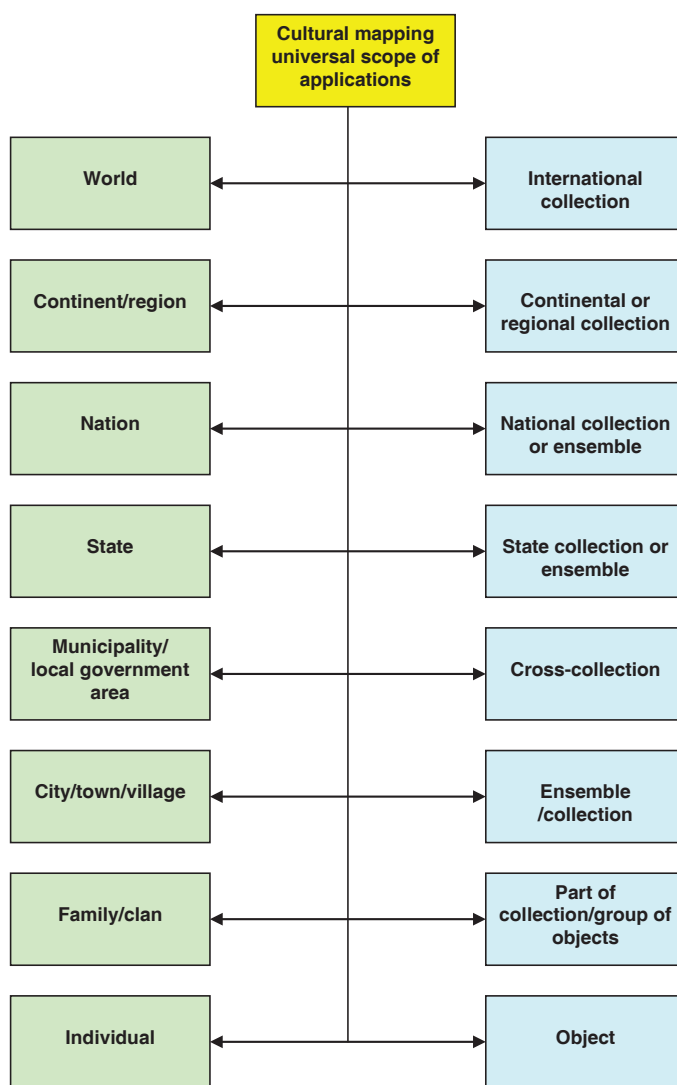 Cultural mapping
universal scope of
applications
World
International
collection
Continent/region
Continental or
regional collection
Nation
National collection
or ensemble
State
State collection or
ensemble
Municipality/
local government
area
Cross-collection
City/town/village
Ensemble
/collection
Family/clan
Part of
collection/group of
objects
Individual
Object